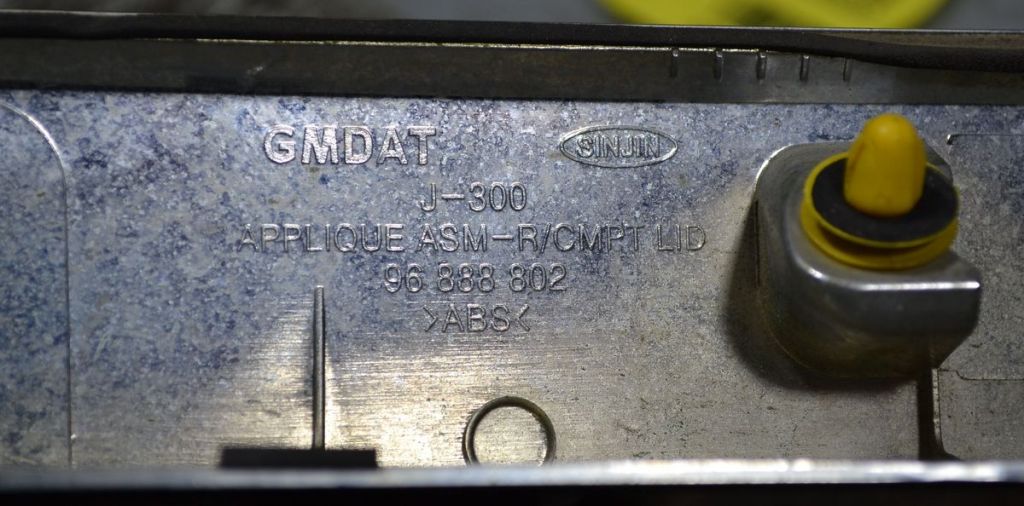 GMDAT SINJIN
J-300
APPLIQUE ASM-R/CMPT LID
96 888 802
>ABS<